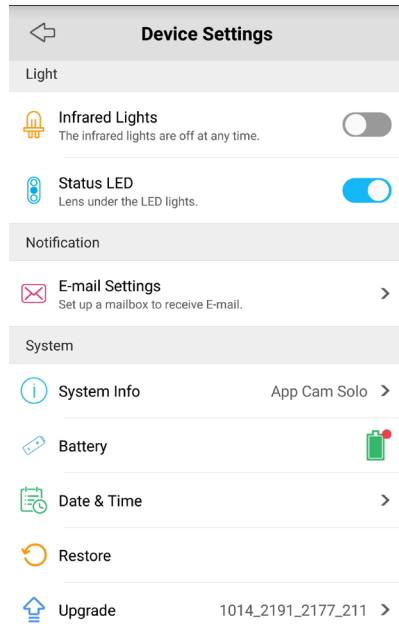 Device Settings
Light
Infrared Lights
The infrared lights are off at any time.
Status LED
Lens under the LED lights.
Notification
E-mail Settings
Set up a mailbox to receive E-mail.
System
System Info App Cam Solo
Battery
Date & Time
Restore
Upgrade 1014_2191_2177_211